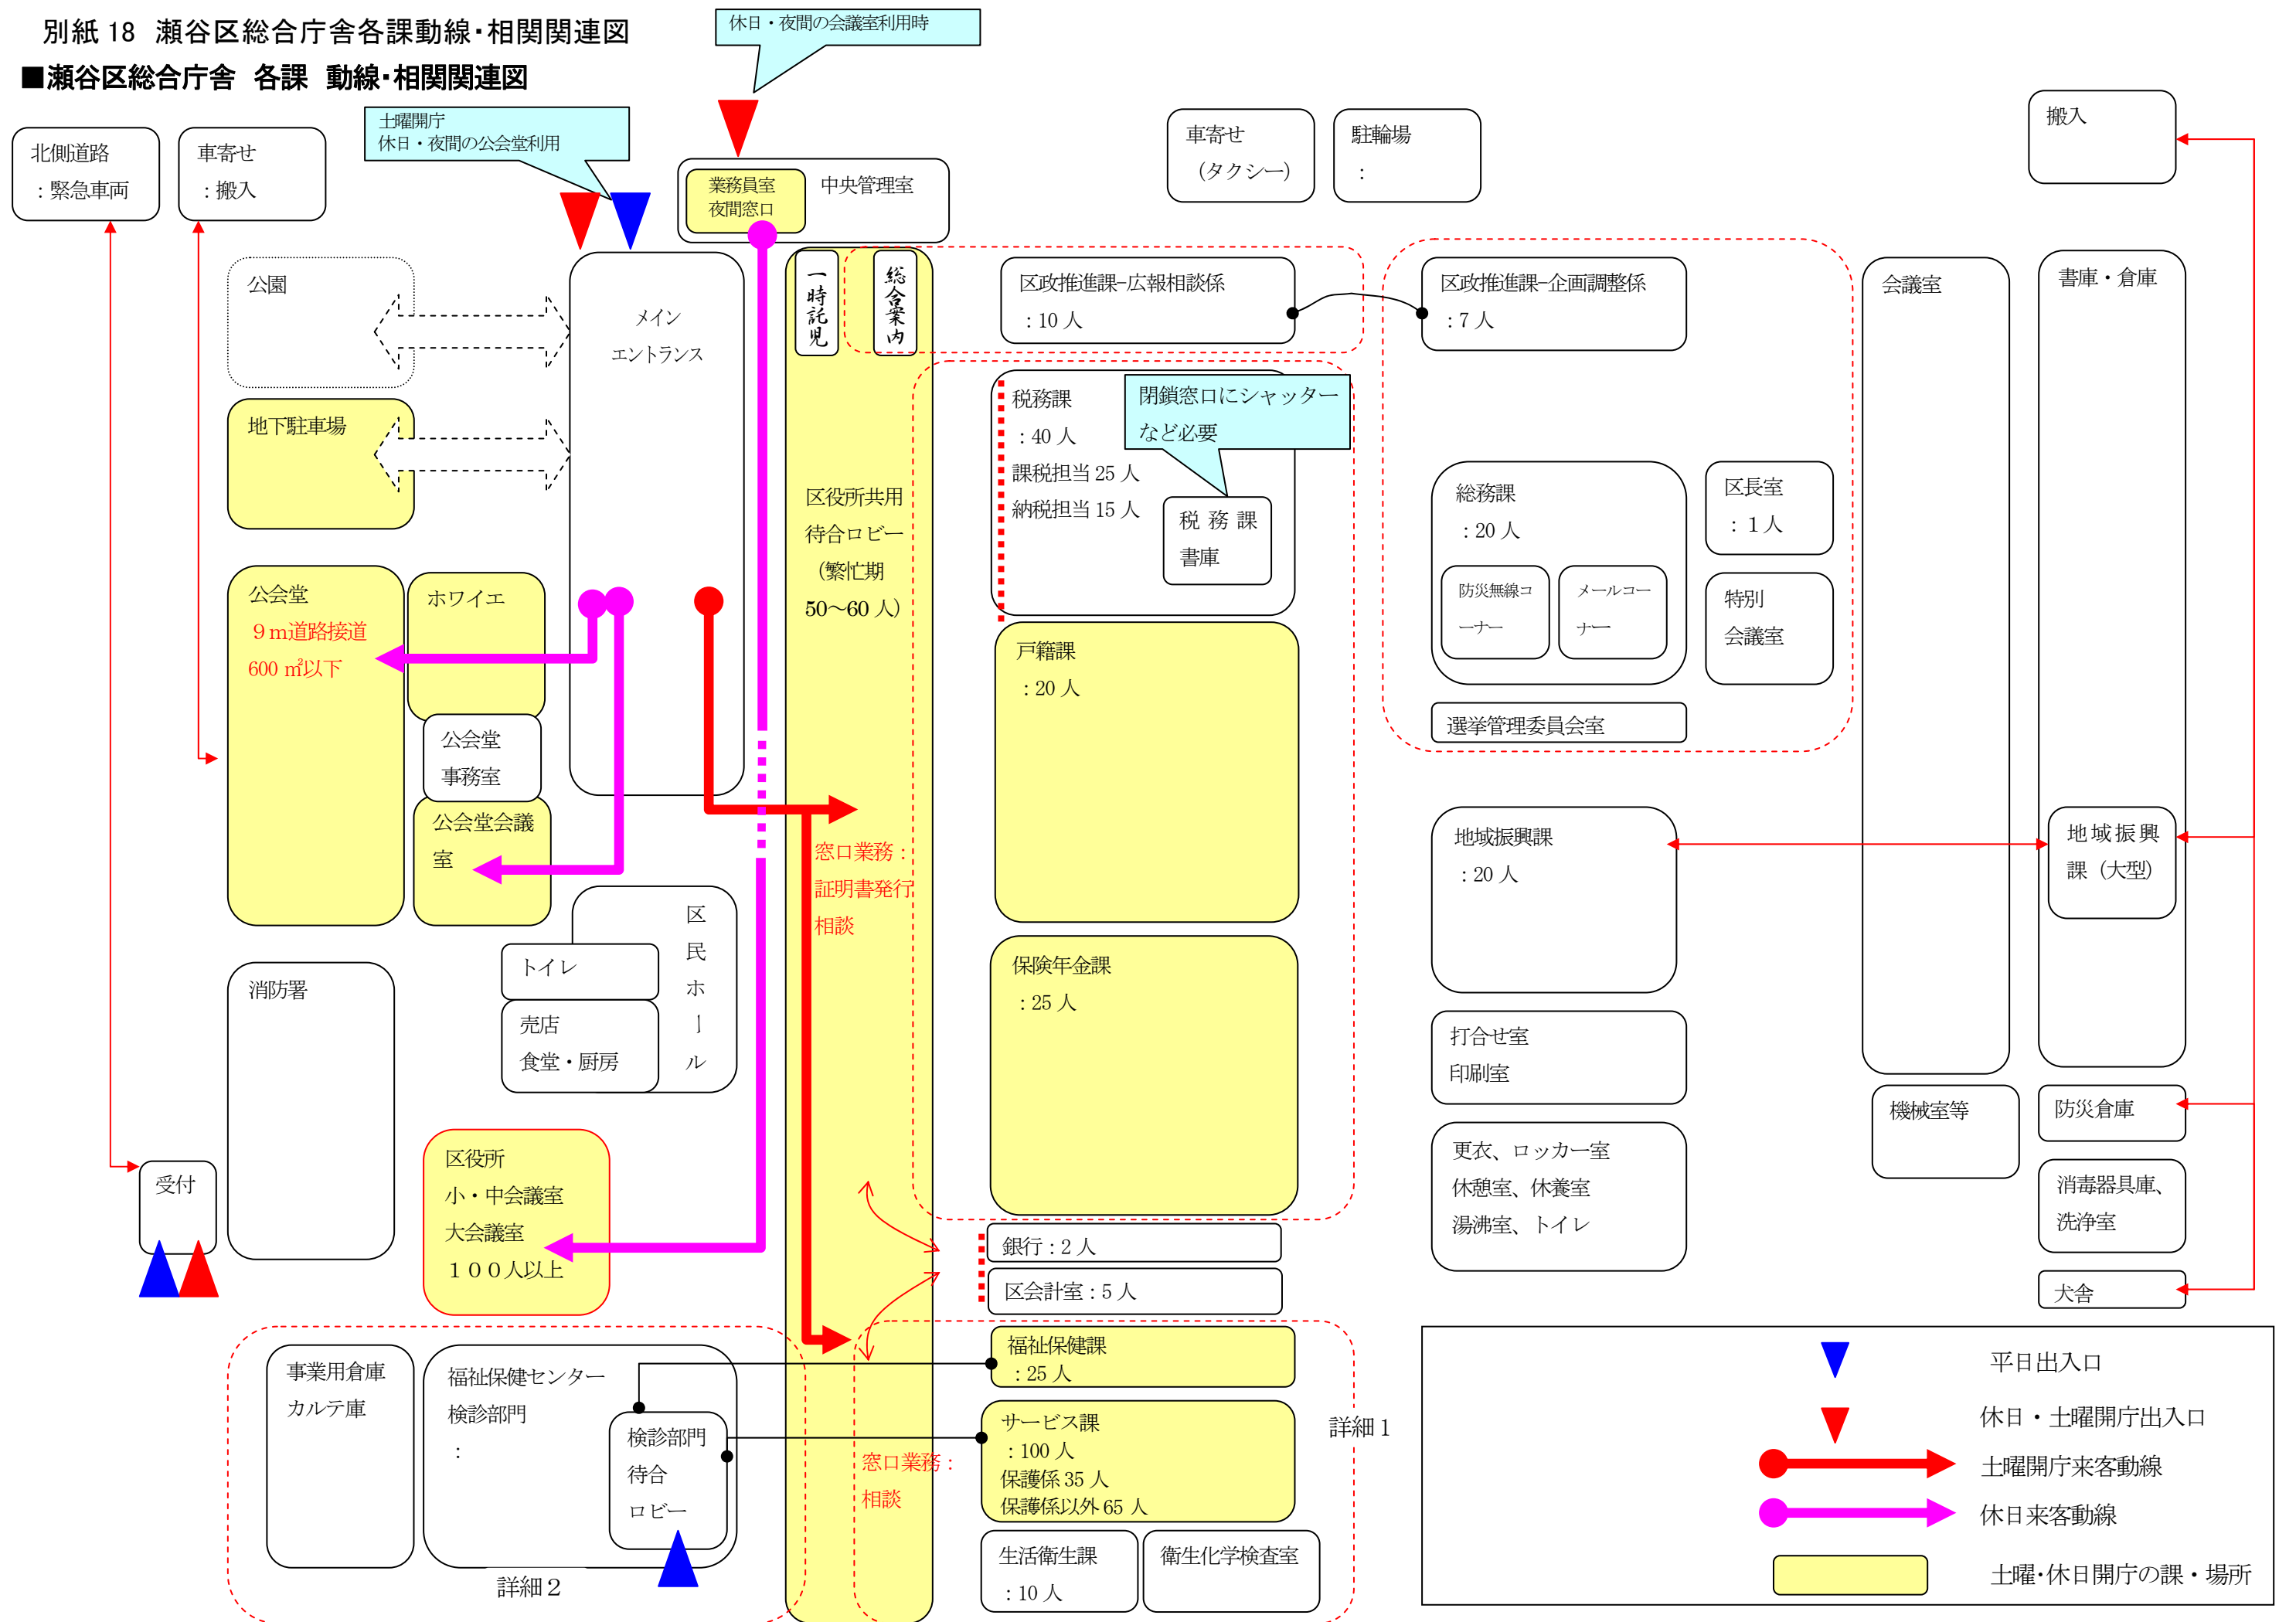 別紙 18　瀬谷区総合庁舎各課動線・相関関連図
■瀬谷区総合庁舎　各課　動線・相関関連図
休日・夜間の会議室利用時
土曜開庁
休日・夜間の公会堂利用
北側道路
：緊急車両
車寄せ
：搬入
業務員室
夜間窓口
中央管理室
車寄せ
（タクシー）
駐輪場
：
搬入
公園
地下駐車場
メイン
エントランス
一時託児
総合案内
区役所共用
待合ロビー
（繁忙期
50～60 人）
区政推進課-広報相談係
：10 人
区政推進課-企画調整係
：7 人
会議室
書庫・倉庫
税務課
：40 人
課税担当 25 人
納税担当 15 人
閉鎖窓口にシャッター
など必要
税 務 課
書庫
総務課
：20 人
防災無線コ
ーナー
メールコー
ナー
区長室
：１人
特別
会議室
選挙管理委員会室
公会堂
９ｍ道路接道
600 ㎡以下
ホワイエ
公会堂
事務室
公会堂会議
室
戸籍課
：20 人
保険年金課
：25 人
窓口業務：
証明書発行
相談
地域振興課
：20 人
地域振興
課（大型）
区民ホール
トイレ
売店
食堂・厨房
消防署
受付
区役所
小・中会議室
大会議室
１００人以上
打合せ室
印刷室
更衣、ロッカー室
休憩室、休養室
湯沸室、トイレ
機械室等
防災倉庫
消毒器具庫、
洗浄室
犬舎
銀行：2 人
区会計室：5 人
事業用倉庫
カルテ庫
福祉保健センター
検診部門
：
検診部門
待合
ロビー
詳細２
福祉保健課
：25 人
サービス課
：100 人
保護係 35 人
保護係以外 65 人
窓口業務：
相談
生活衛生課
：10 人
衛生化学検査室
詳細１
平日出入口
休日・土曜開庁出入口
土曜開庁来客動線
休日来客動線
土曜・休日開庁の課・場所